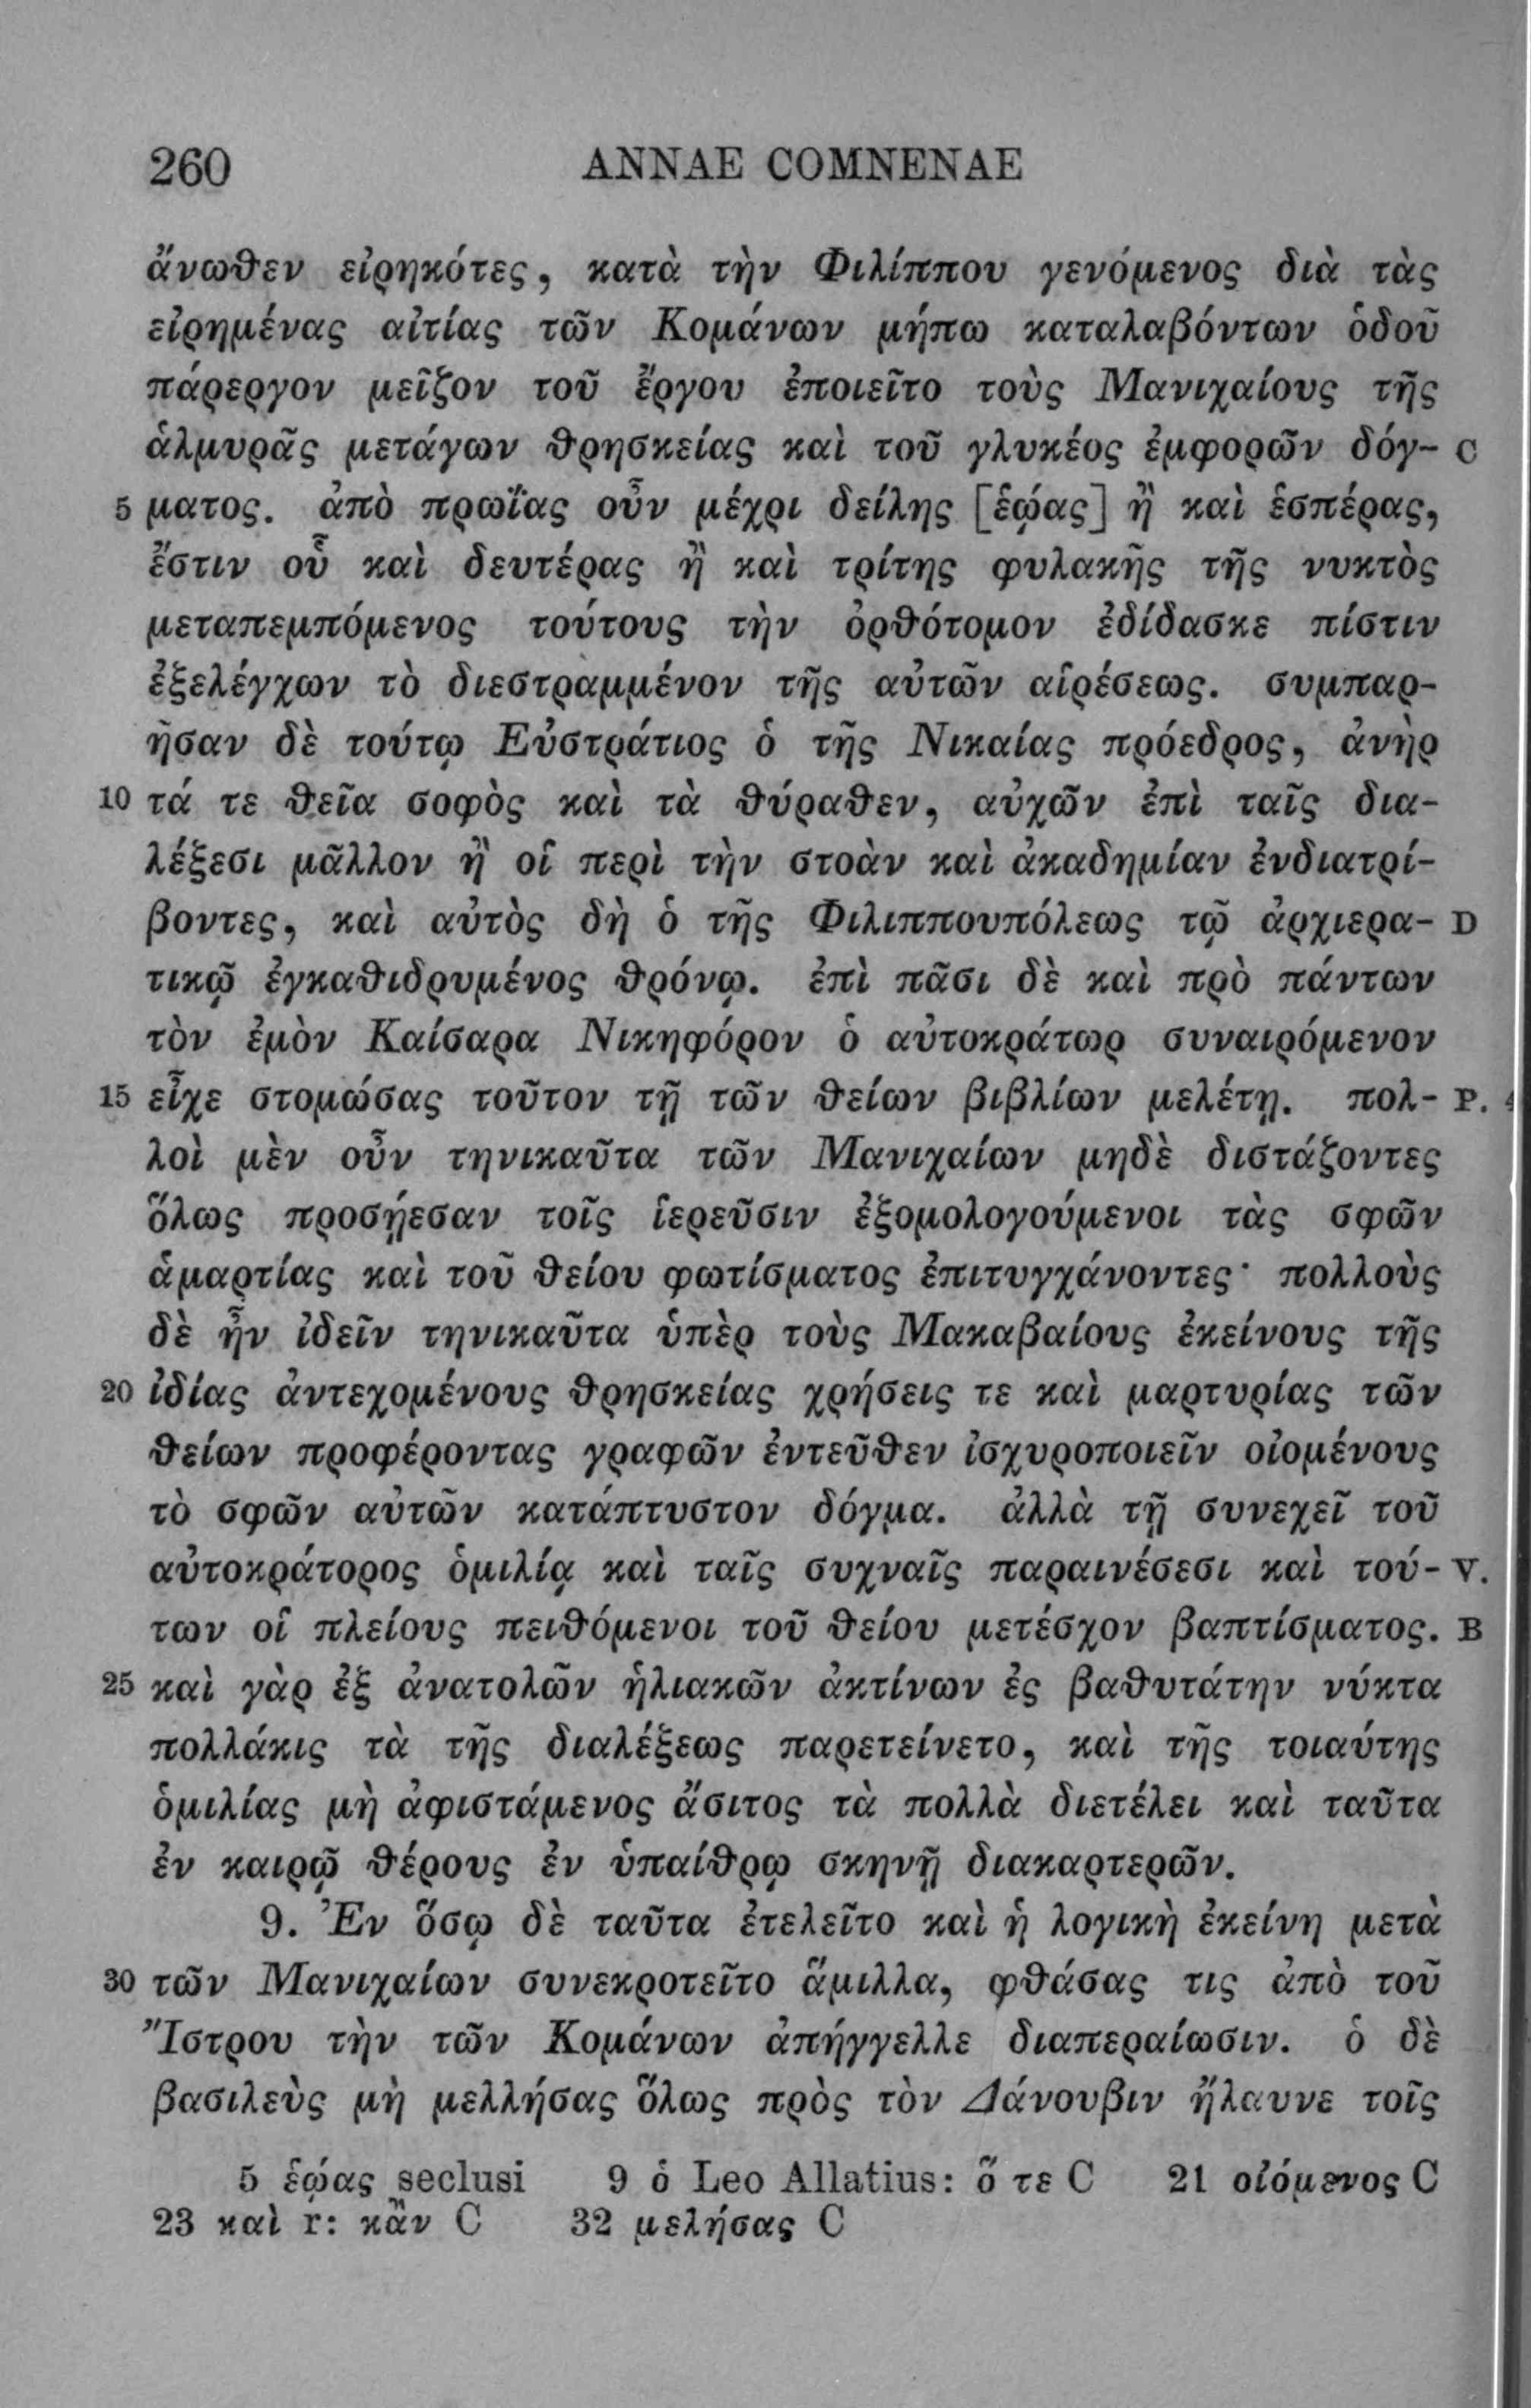 260 ANNAE COMNENAE
ἄνωθεν εἰρηκότες, κατὰ τὴν Φιλίππου γενόμενος διὰ τὰς
εἰρημένας αἰτίας τῶν Κομάνων μήπω καταλαβόντων ὁδοῦ
πάρεργον μεῖζον τοῦ ἔργου ἐποιεῖτο τοὺς Μανιχαίους τῆς
ἁλμυρᾶς μετάγων θρησκείας καὶ τοῦ γλυκέος ἐμφορῶν δόγ- C
5 ματος. ἀπὸ πρωΐας οὖν μέχρι δείλης [ἑῴας] ἢ καὶ ἑσπέρας,
ἔστιν οὗ καὶ δευτέρας ἢ καὶ τρίτης φυλακῆς τῆς νυκτὸς
μεταπεμπόμενος τούτους τὴν ὀρθότομον ἐδίδασκε πίστιν
ἐξελέγχων τὸ διεστραμμένον τῆς αὐτῶν αἱρέσεως. συμπαρ-
ῆσαν δὲ τούτῳ Εὐστράτιος ὁ τῆς Νικαίας πρόεδρος, ἀνὴρ
10 τά τε θεῖα σοφὸς καὶ τὰ θύραθεν, αὐχῶν ἐπὶ ταῖς δια-
λέξεσι μᾶλλον ἢ οἱ περὶ τὴν στοὰν καὶ ἀκαδημίαν ἐνδιατρί-
βοντες, καὶ αὐτὸς δὴ ὁ τῆς Φιλιππουπόλεως τῷ ἀρχιερα- D
τικῷ ἐγκαθιδρυμένος θρόνῳ. ἐπὶ πᾶσι δὲ καὶ πρὸ πάντων
τὸν ἐμὸν Καίσαρα Νικηφόρον ὁ αὐτοκράτωρ συναιρόμενον
15 εἶχε στομώσας τοῦτον τῇ τῶν θείων βιβλίων μελέτῃ. πολ- P.
λοὶ μὲν οὖν τηνικαῦτα τῶν Μανιχαίων μηδὲ διστάζοντες
ὅλως προσῄεσαν τοῖς ἱερεῦσιν ἐξομολογούμενοι τὰς σφῶν
ἁμαρτίας καὶ τοῦ θείου φωτίσματος ἐπιτυγχάνοντες· πολλοὺς
δὲ ἦν ἰδεῖν τηνικαῦτα ὑπὲρ τοὺς Μακαβαίους ἐκείνους τῆς
20 ἰδίας ἀντεχομένους θρησκείας χρήσεις τε καὶ μαρτυρίας τῶν
θείων προφέροντας γραφῶν ἐντεῦθεν ἰσχυροποιεῖν οἰομένους
τὸ σφῶν αὐτῶν κατάπτυστον δόγμα. ἀλλὰ τῇ συνεχεῖ τοῦ
αὐτοκράτορος ὁμιλίᾳ καὶ ταῖς συχναῖς παραινέσεσι καὶ τού- V.
των οἱ πλείους πειθόμενοι τοῦ θείου μετέσχον βαπτίσματος. B
25 καὶ γὰρ ἐξ ἀνατολῶν ἡλιακῶν ἀκτίνων ἐς βαθυτάτην νύκτα
πολλάκις τὰ τῆς διαλέξεως παρετείνετο, καὶ τῆς τοιαύτης
ὁμιλίας μὴ ἀφιστάμενος ἄσιτος τὰ πολλὰ διετέλει καὶ ταῦτα
ἐν καιρῷ θέρους ἐν ὑπαίθρῳ σκηνῇ διακαρτερῶν.
9. Ἐν ὅσῳ δὲ ταῦτα ἐτελεῖτο καὶ ἡ λογικὴ ἐκείνη μετὰ
30 τῶν Μανιχαίων συνεκροτεῖτο ἅμιλλα, φθάσας τις ἀπὸ τοῦ
Ἴστρου τὴν τῶν Κομάνων ἀπήγγελλε διαπεραίωσιν. ὁ δὲ
βασιλεὺς μὴ μελλήσας ὅλως πρὸς τὸν Δάνουβιν ἤλαυνε τοῖς
5 ἑῴας seclusi 9 ὁ Leo Allatius: ὅ τε C 21 οἰόμενος C
23 καὶ r: κἂν C 32 μελήσας C